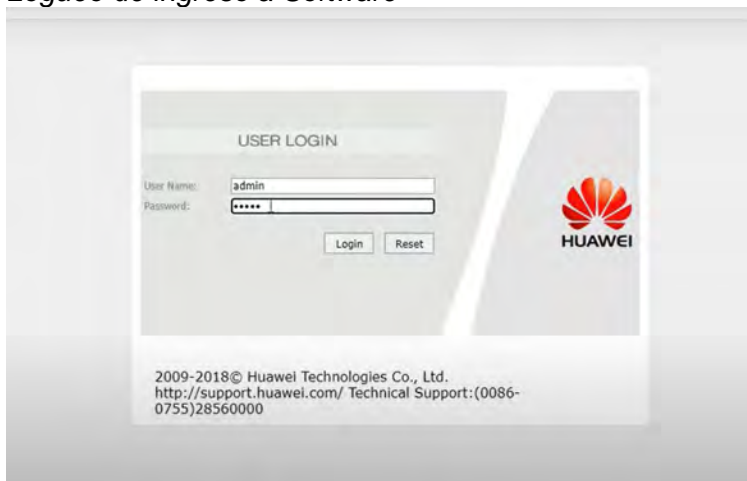 Logueo de ingreso a Software
USER LOGIN
User Name: admin
Password: •••••
Login Reset
HUAWEI
2009-2018© Huawei Technologies Co., Ltd.
http://support.huawei.com/ Technical Support:(0086-
0755)28560000